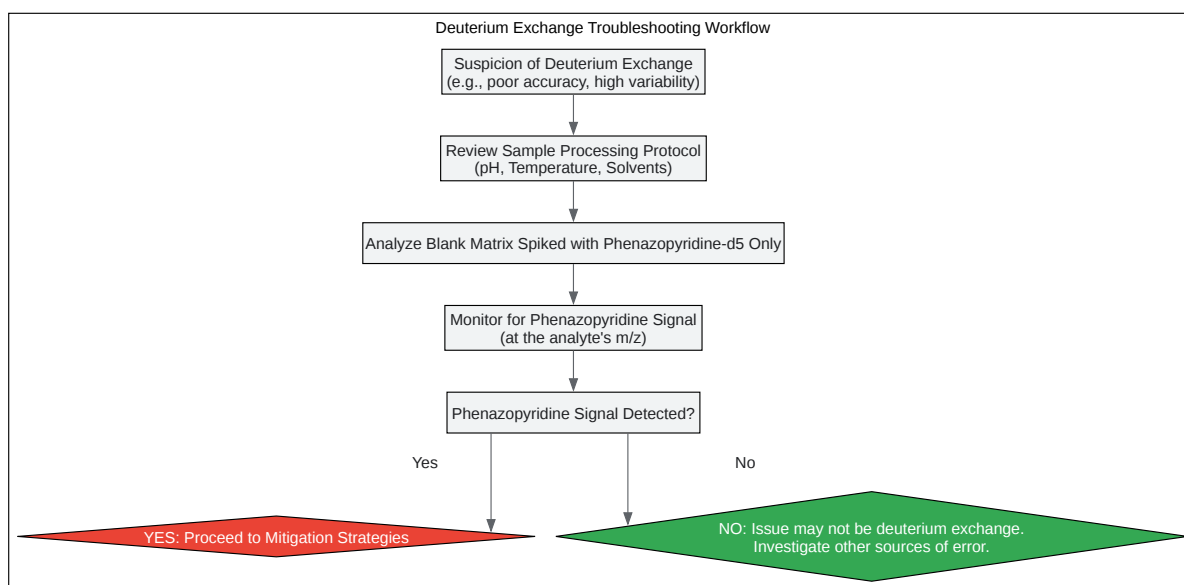 Deuterium Exchange Troubleshooting Workflow
Suspicion of Deuterium Exchange
(e.g., poor accuracy, high variability)
Review Sample Processing Protocol
(pH, Temperature, Solvents)
Analyze Blank Matrix Spiked with Phenazopyridine-d5 Only
Monitor for Phenazopyridine Signal
(at the analyte's m/z)
Phenazopyridine Signal Detected?
Yes
No
YES: Proceed to Mitigation Strategies
NO: Issue may not be deuterium exchange.
Investigate other sources of error.